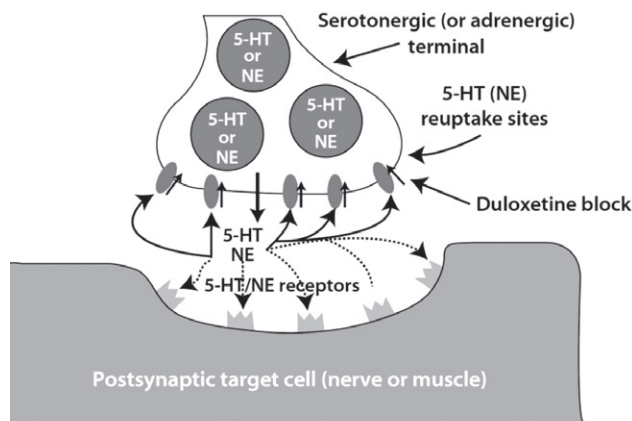 Serotonergic (or adrenergic)
terminal
5-HT
or
NE
5-HT
or
NE
5-HT
or
NE
5-HT (NE)
reuptake sites
Duloxetine block
5-HT
NE
5-HT/NE receptors
Postsynaptic target cell (nerve or muscle)